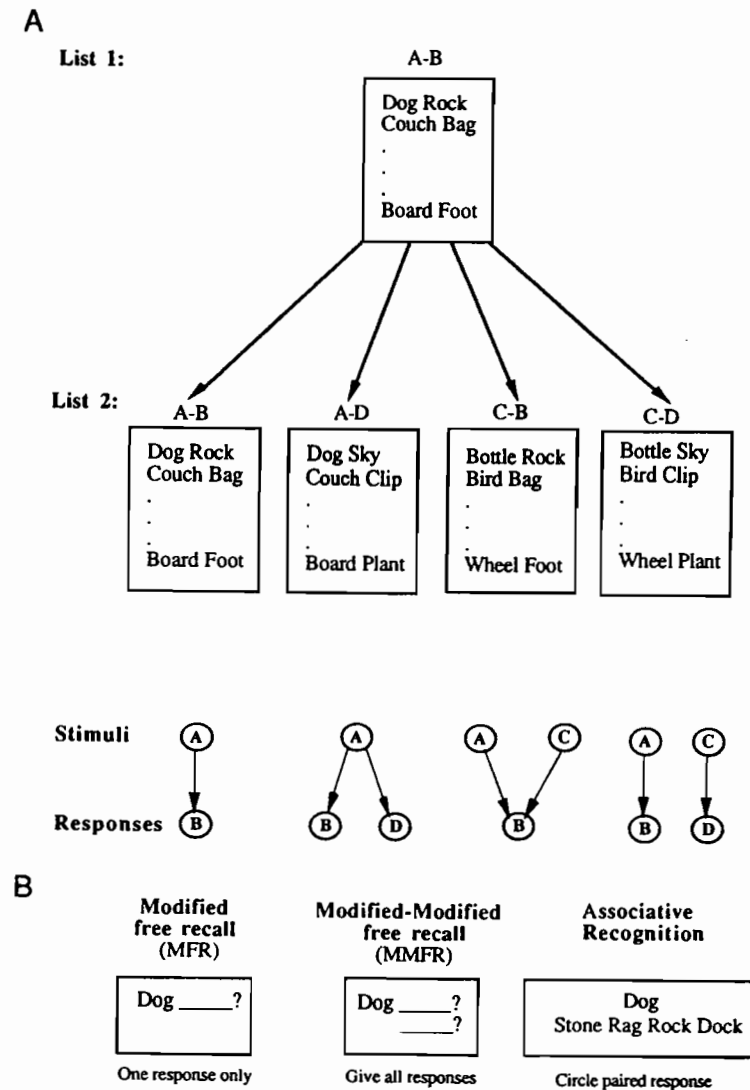 A
List 1:
A-B
Dog Rock
Couch Bag
.
.
.
Board Foot
List 2:
A-B
Dog Rock
Couch Bag
.
.
.
Board Foot
A-D
Dog Sky
Couch Clip
.
.
.
Board Plant
C-B
Bottle Rock
Bird Bag
.
.
.
Wheel Foot
C-D
Bottle Sky
Bird Clip
.
.
.
Wheel Plant
Stimuli
A
A
A
C
A
C
Responses
B
B
D
B
B
D
B
Modified
free recall
(MFR)
Dog _____?
One response only
Modified-Modified
free recall
(MMFR)
Dog _____?
_____?
Give all responses
Associative
Recognition
Dog
Stone Rag Rock Dock
Circle paired response